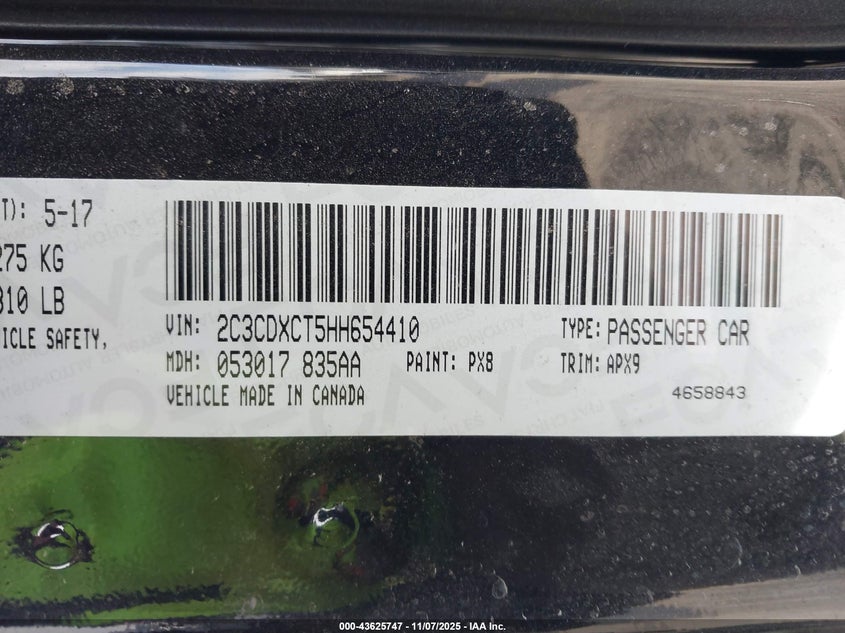 T): 5-17
275 KG
310 LB
ICLE SAFETY,
VIN: 2C3CDXCT5HH654410 TYPE: PASSENGER CAR
MDH: 053017 835AA PAINT: PX8 TRIM: APX9
VEHICLE MADE IN CANADA 4658843
000-43625747 - 11/07/2025 - IAA Inc.